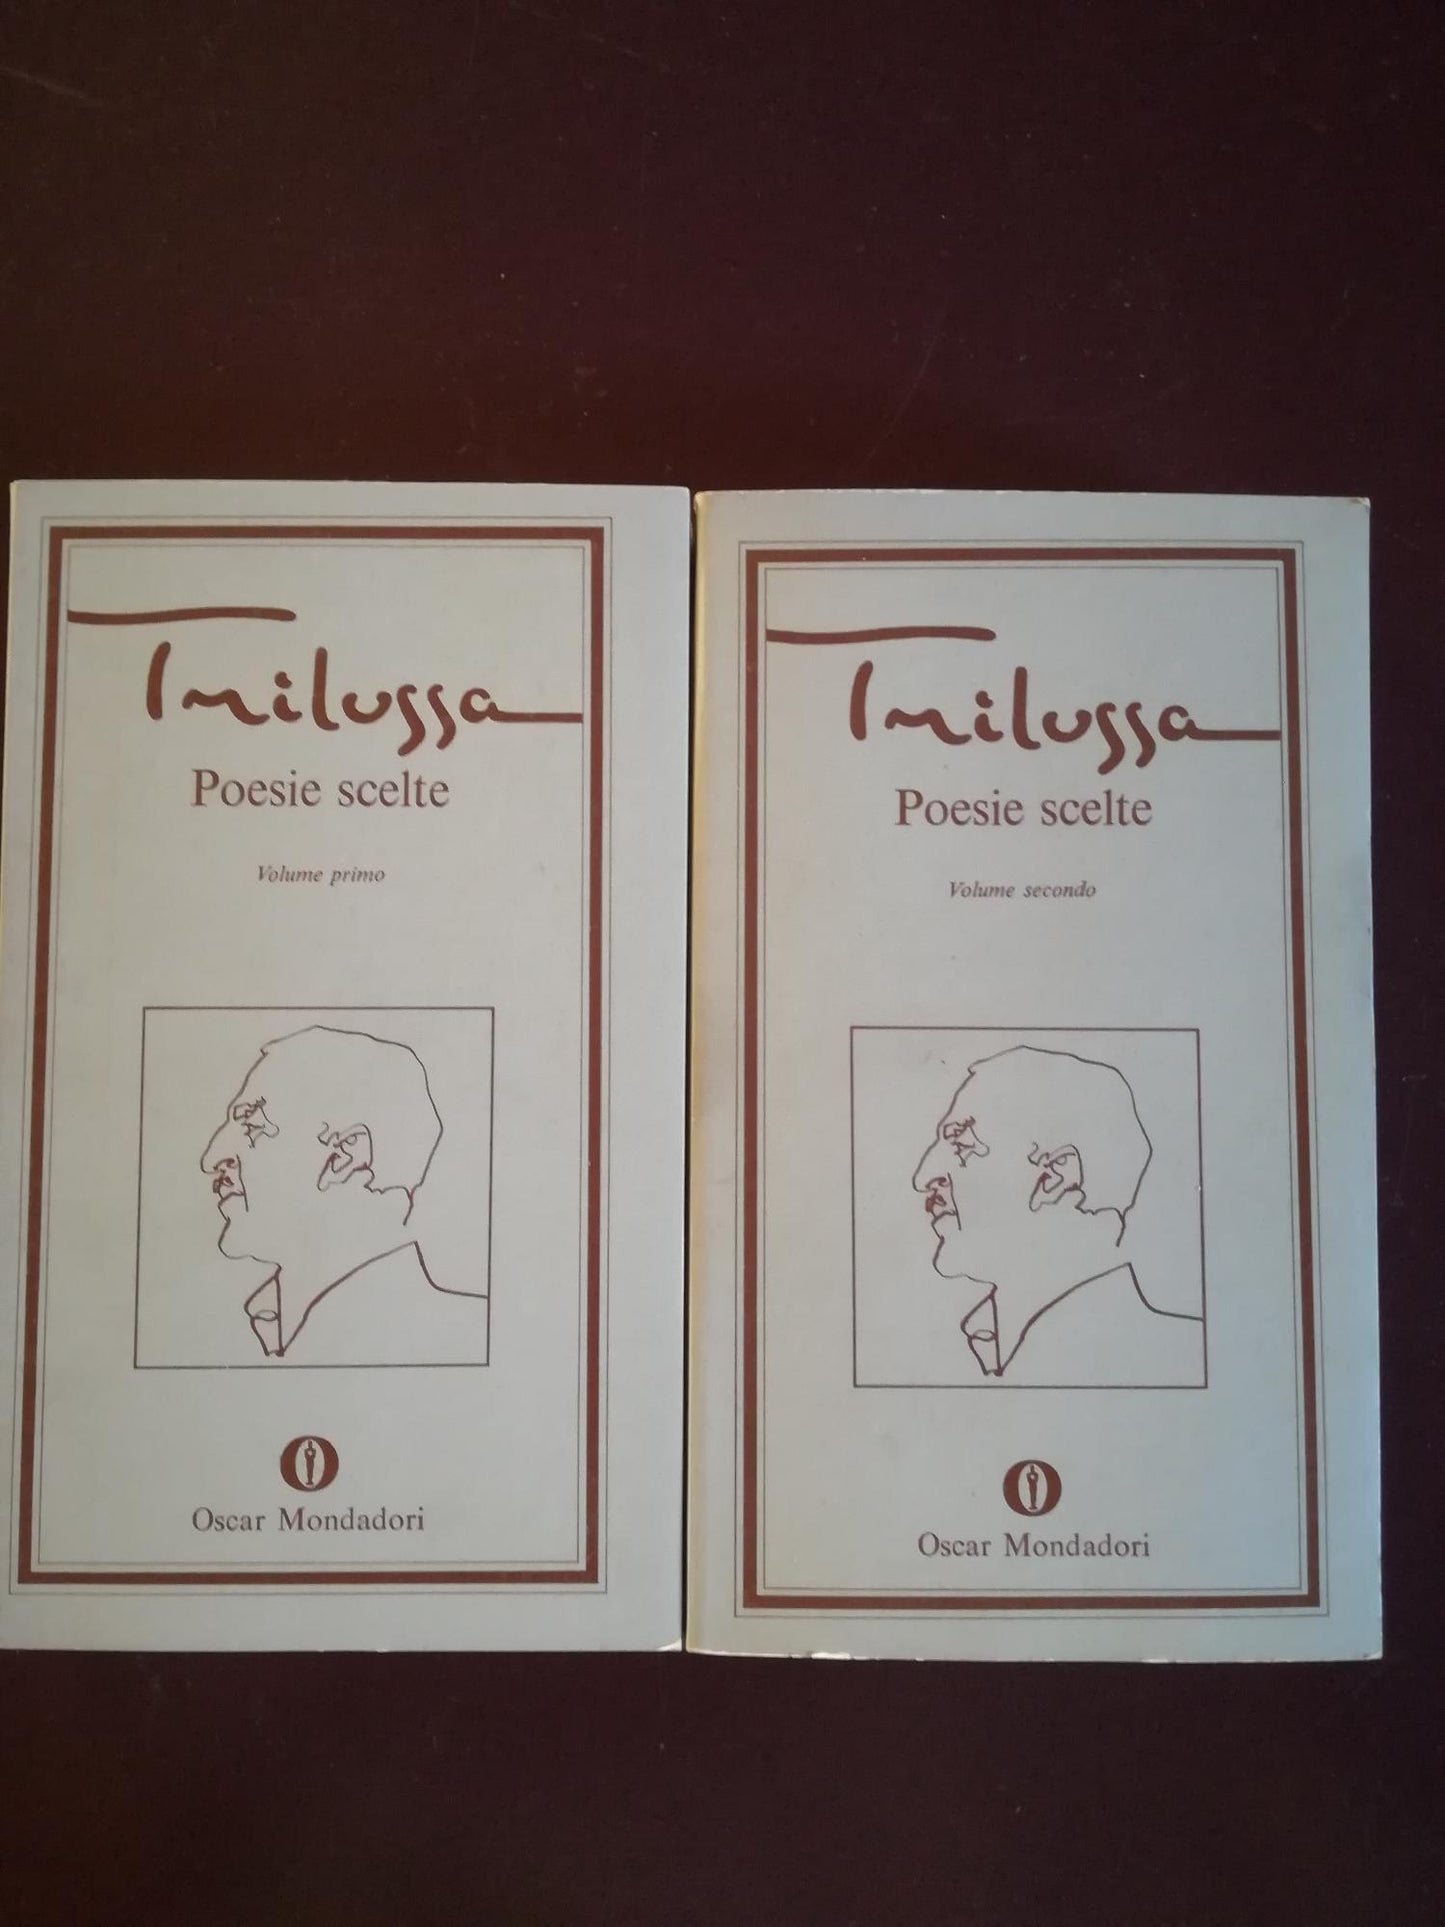 Trilussa
Poesie scelte
Volume primo
Oscar Mondadori
Trilussa
Poesie scelte
Volume secondo
Oscar Mondadori